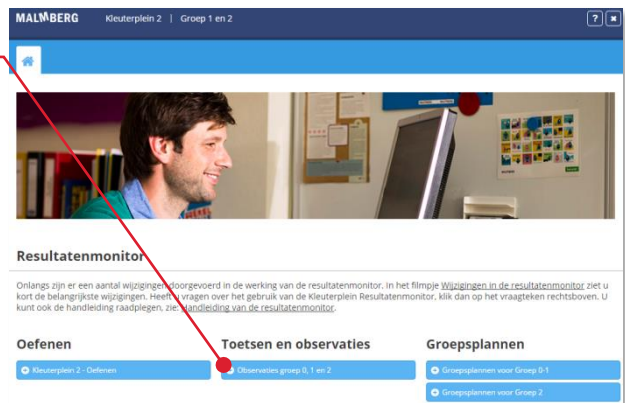 MALMBERG Kleuterplein 2 | Groep 1 en 2 ?
Resultatenmonitor
Onlangs zijn er een aantal wijzigingen doorgevoerd in de werking van de resultatenmonitor. in het filmpje Wijzigingen in de resultatenmonitor ziet u
kort de belangrijkste wijzigingen. Heeft u vragen over het gebruik van de Kleuterplein Resultatenmonitor, klik dan op het vraagteken rechtsboven. U
kunt ook de handleiding raadplegen, zie: Handleiding van de resultatenmonitor.
Oefenen Toetsen en observaties Groepsplannen
Kleuterplein 2 - Oefenen Observaties groep 0, 1 en 2 Groepsplannen voor Groep 0-1
Groepsplannen voor Groep 2